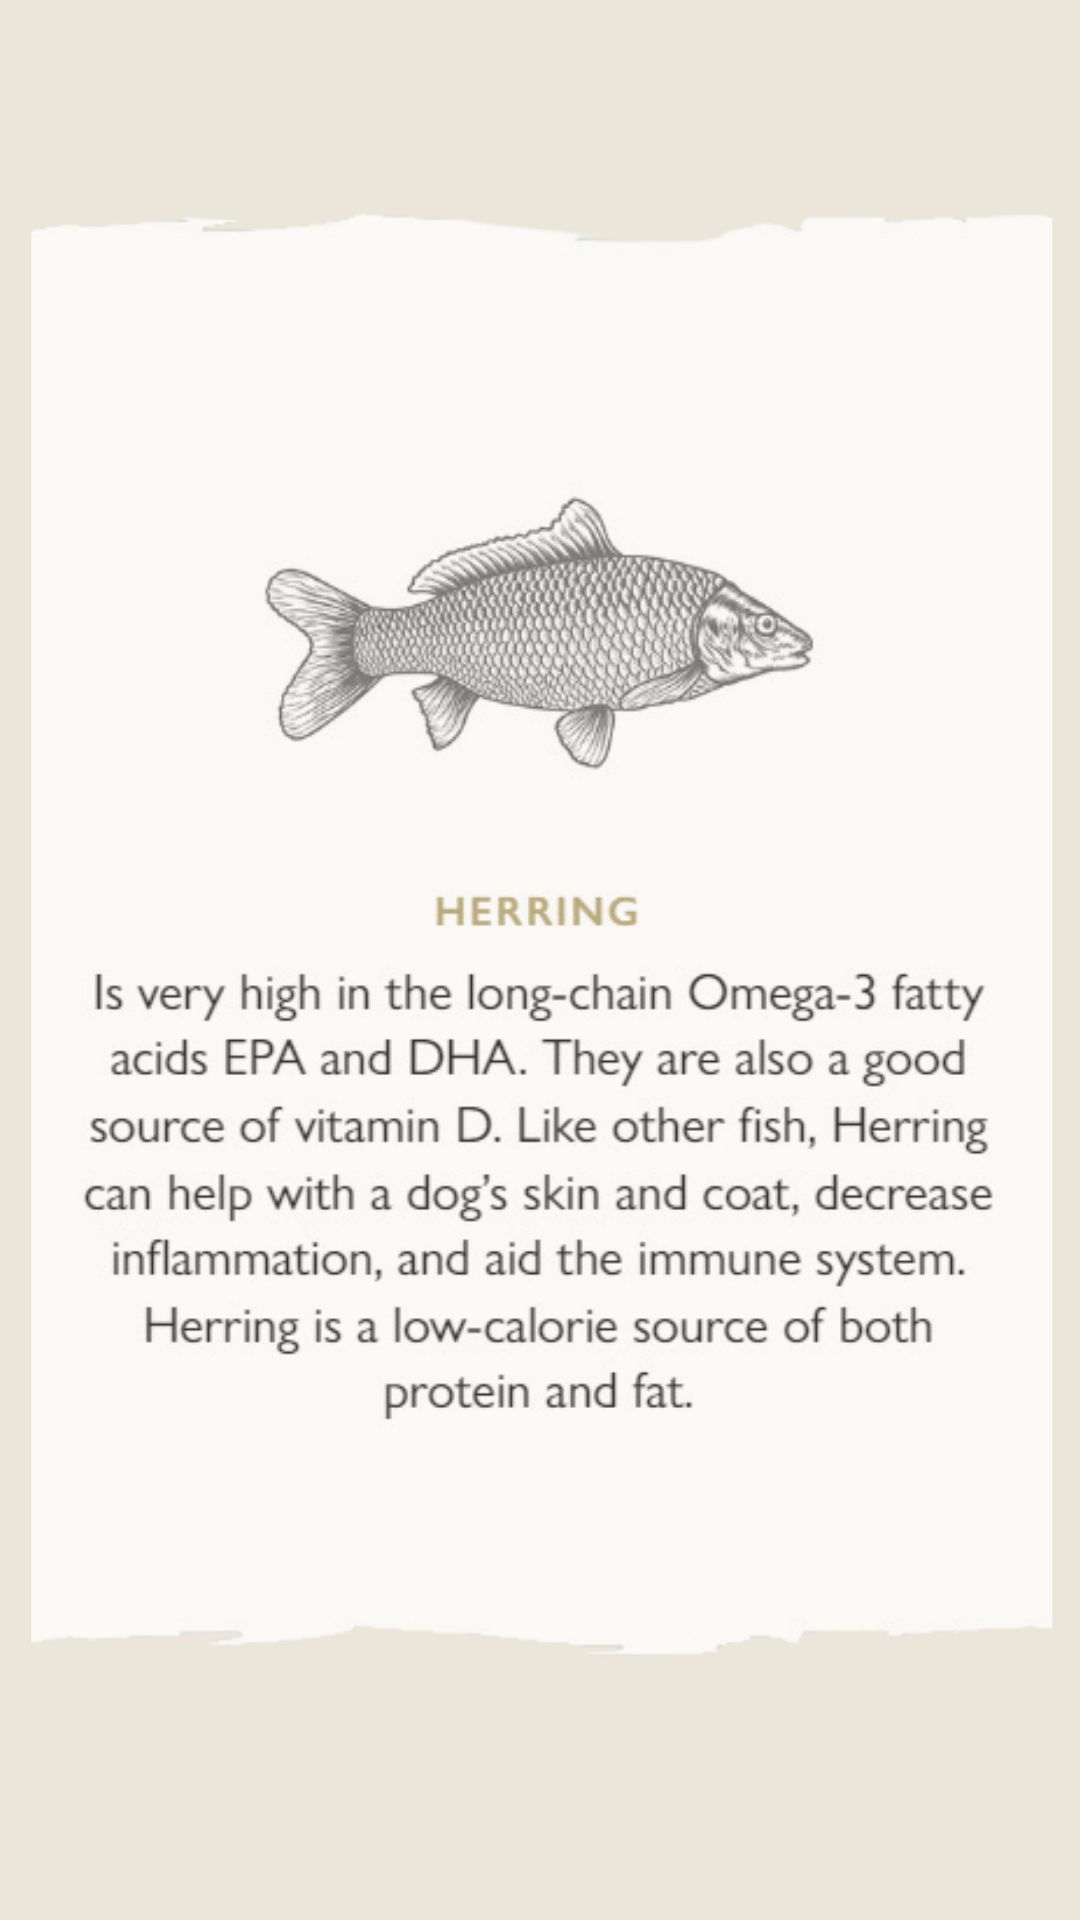 HERRING
Is very high in the long-chain Omega-3 fatty
acids EPA and DHA. They are also a good
source of vitamin D. Like other fish, Herring
can help with a dog’s skin and coat, decrease
inflammation, and aid the immune system.
Herring is a low-calorie source of both
protein and fat.